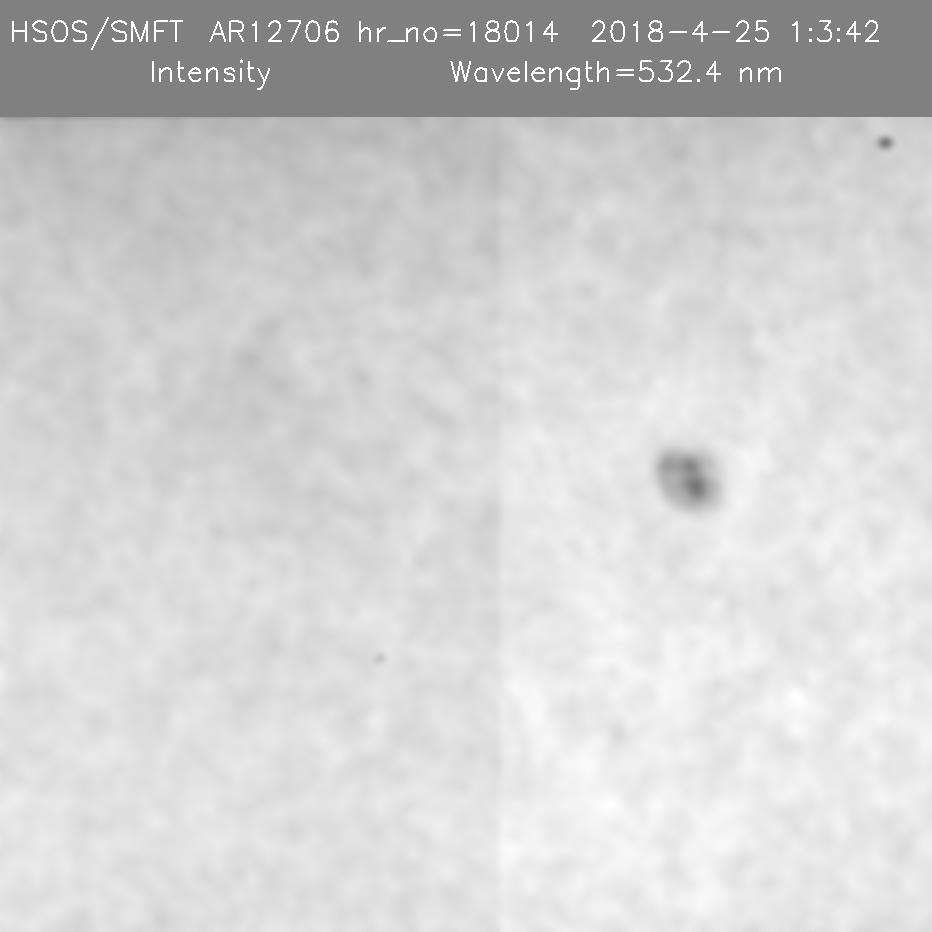 HSOS/SMFT AR12706 hr_no=18014 2018-4-25 1:3:42
Intensity Wavelength=532.4 nm